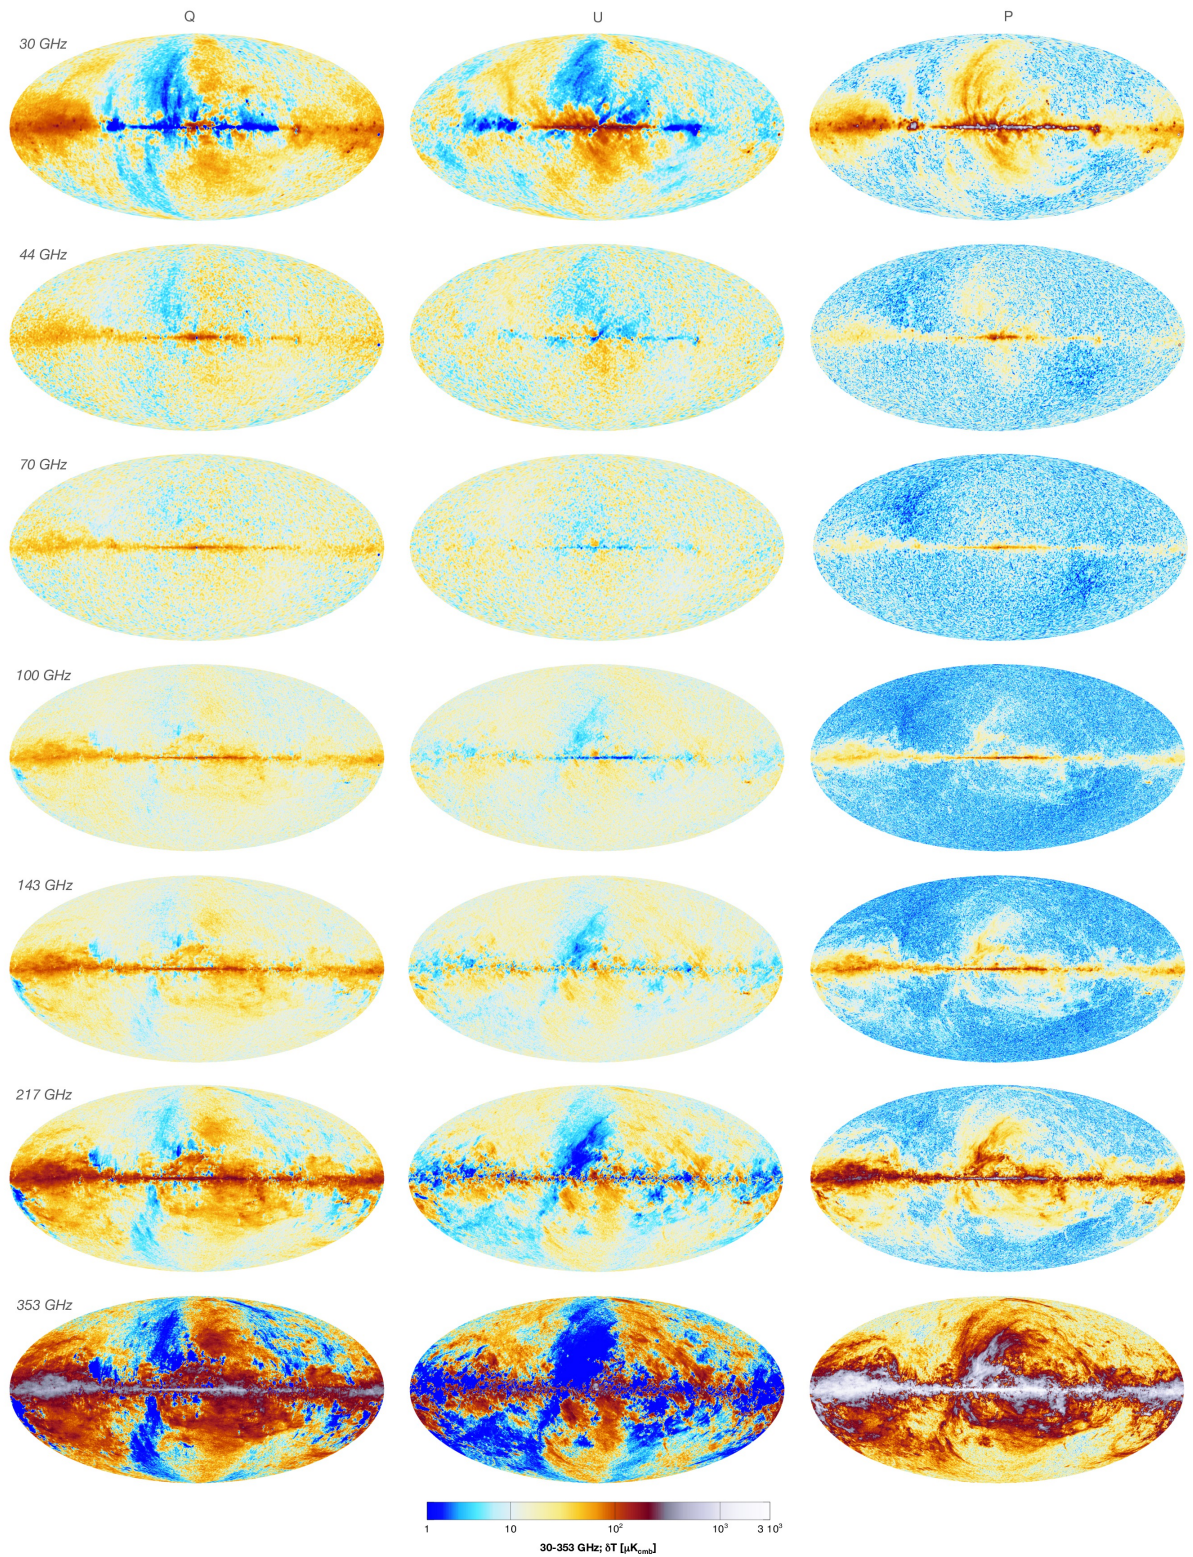 Q U P
30 GHz
44 GHz
70 GHz
100 GHz
143 GHz
217 GHz
353 GHz
1 10 10² 10³ 3 10³
30-353 GHz; δT [μKcmb]